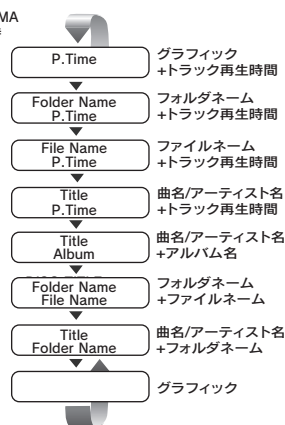 MA
P.Time
グラフィック
+トラック再生時間
Folder Name
P.Time
フォルダネーム
+トラック再生時間
File Name
P.Time
ファイルネーム
+トラック再生時間
Title
P.Time
曲名/アーティスト名
+トラック再生時間
Title
Album
曲名/アーティスト名
+アルバム名
Folder Name
File Name
フォルダネーム
+ファイルネーム
Title
Folder Name
曲名/アーティスト名
+フォルダネーム
グラフィック